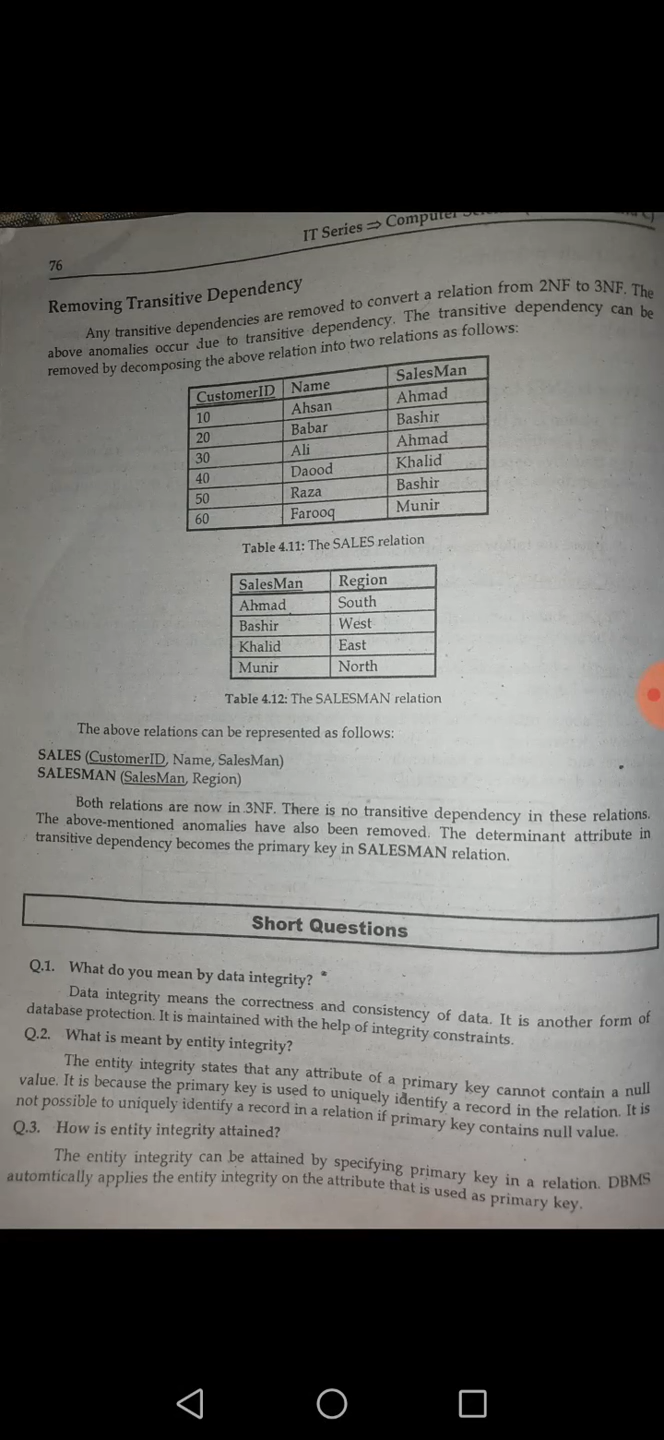 IT Series ⇒ Computer
76
Removing Transitive Dependency
Any transitive dependencies are removed to convert a relation from 2NF to 3NF. The
above anomalies occur due to transitive dependency. The transitive dependency can be
removed by decomposing the above relation into two relations as follows:
CustomerID Name SalesMan
10 Ahsan Ahmad
20 Babar Bashir
30 Ali Ahmad
40 Daood Khalid
50 Raza Bashir
60 Farooq Munir
Table 4.11: The SALES relation
SalesMan Region
Ahmad South
Bashir West
Khalid East
Munir North
Table 4.12: The SALESMAN relation
The above relations can be represented as follows:
SALES (CustomerID, Name, SalesMan)
SALESMAN (SalesMan, Region)
Both relations are now in 3NF. There is no transitive dependency in these relations.
The above-mentioned anomalies have also been removed. The determinant attribute in
transitive dependency becomes the primary key in SALESMAN relation.
Short Questions
Q.1. What do you mean by data integrity?
Data integrity means the correctness and consistency of data. It is another form of
database protection. It is maintained with the help of integrity constraints.
Q.2. What is meant by entity integrity?
The entity integrity states that any attribute of a primary key cannot contain a null
value. It is because the primary key is used to uniquely identify a record in the relation. It is
not possible to uniquely identify a record in a relation if primary key contains null value.
Q.3. How is entity integrity attained?
The entity integrity can be attained by specifying primary key in a relation. DBMS
automtically applies the entity integrity on the attribute that is used as primary key.